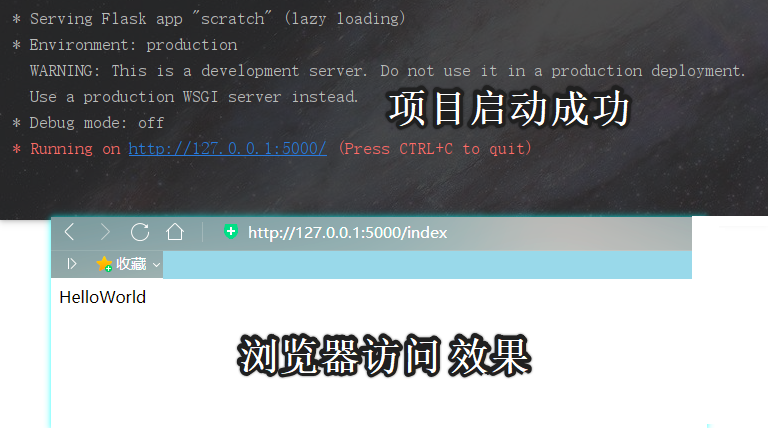 * Serving Flask app "scratch" (lazy loading)
* Environment: production
WARNING: This is a development server. Do not use it in a production deployment.
Use a production WSGI server instead.
* Debug mode: off
* Running on http://127.0.0.1:5000/ (Press CTRL+C to quit)
项目启动成功
http://127.0.0.1:5000/index
收藏
HelloWorld
浏览器访问 效果